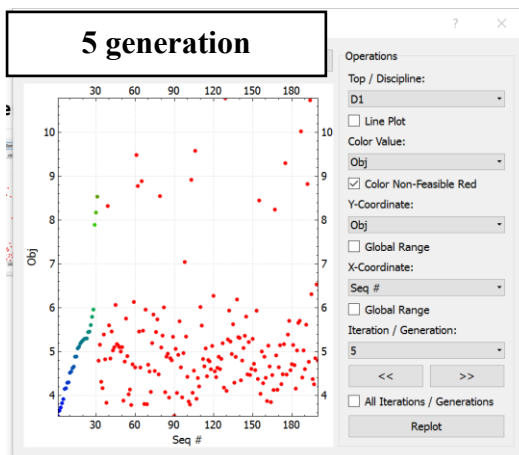 5 generation
?
Operations
Top / Discipline:
D1
Line Plot
Color Value:
Obj
Color Non-Feasible Red
Y-Coordinate:
Obj
Global Range
X-Coordinate:
Seq #
Global Range
Iteration / Generation:
5
<< >>
All Iterations / Generations
Replot
30 60 90 120 150 180
10 10
9 9
8 8
7 7
6 6
5 5
4 4
Obj
30 60 90 120 150 180
Seq #